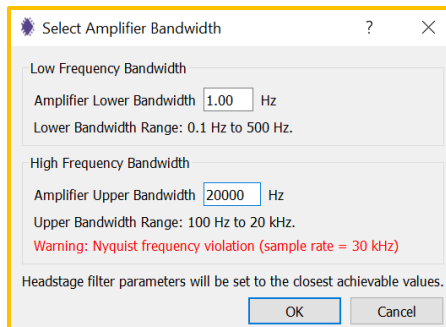 Select Amplifier Bandwidth ? ×
Low Frequency Bandwidth
Amplifier Lower Bandwidth 1.00 Hz
Lower Bandwidth Range: 0.1 Hz to 500 Hz.
High Frequency Bandwidth
Amplifier Upper Bandwidth 20000 Hz
Upper Bandwidth Range: 100 Hz to 20 kHz.
Warning: Nyquist frequency violation (sample rate = 30 kHz)
Headstage filter parameters will be set to the closest achievable values.
OK Cancel